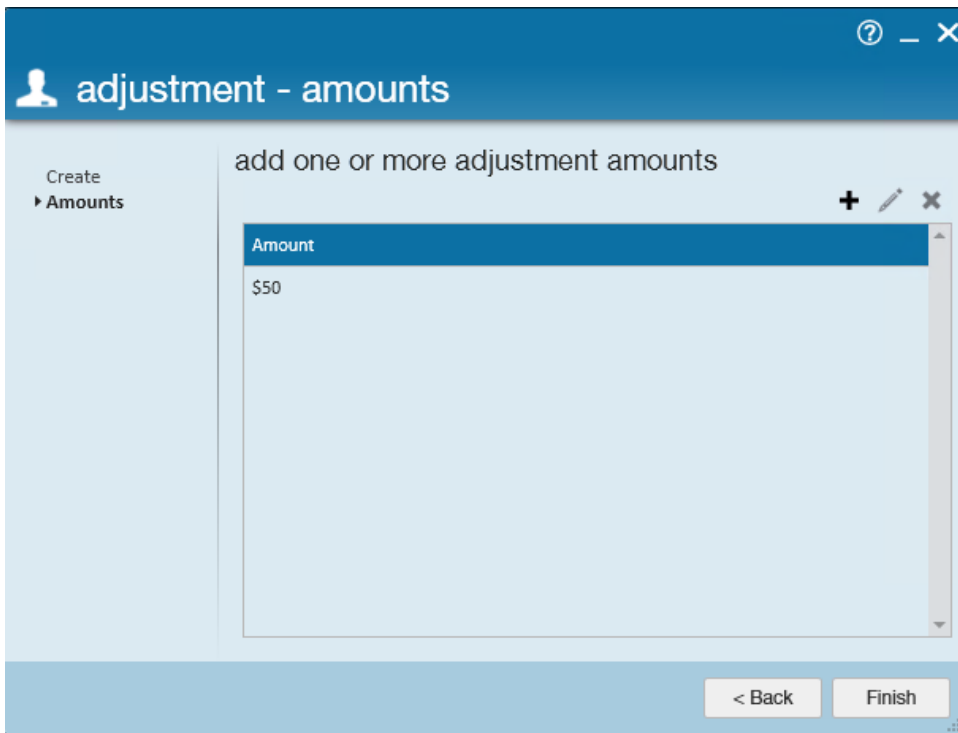 adjustment - amounts
Create
Amounts
add one or more adjustment amounts
Amount
$50
< Back
Finish